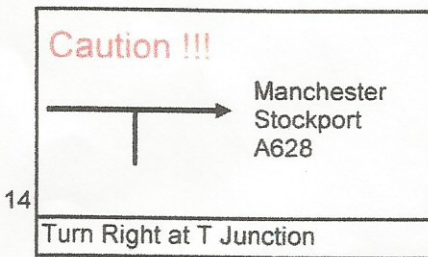 Caution !!!
Manchester
Stockport
A628
14
Turn Right at T Junction